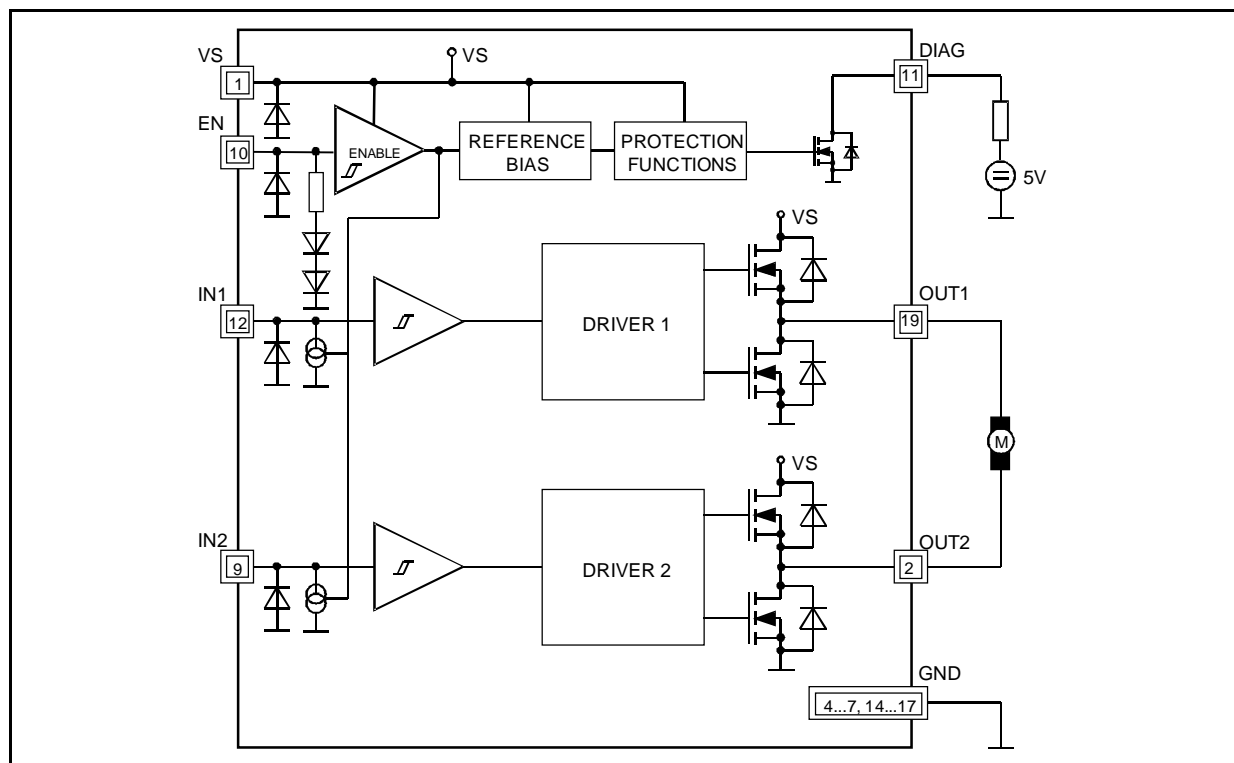 VS
1
VS
DIAG
11
EN
10
ENABLE
REFERENCE
BIAS
PROTECTION
FUNCTIONS
5V
VS
IN1
12
DRIVER 1
OUT1
19
M
VS
IN2
9
DRIVER 2
OUT2
2
GND
4...7, 14...17